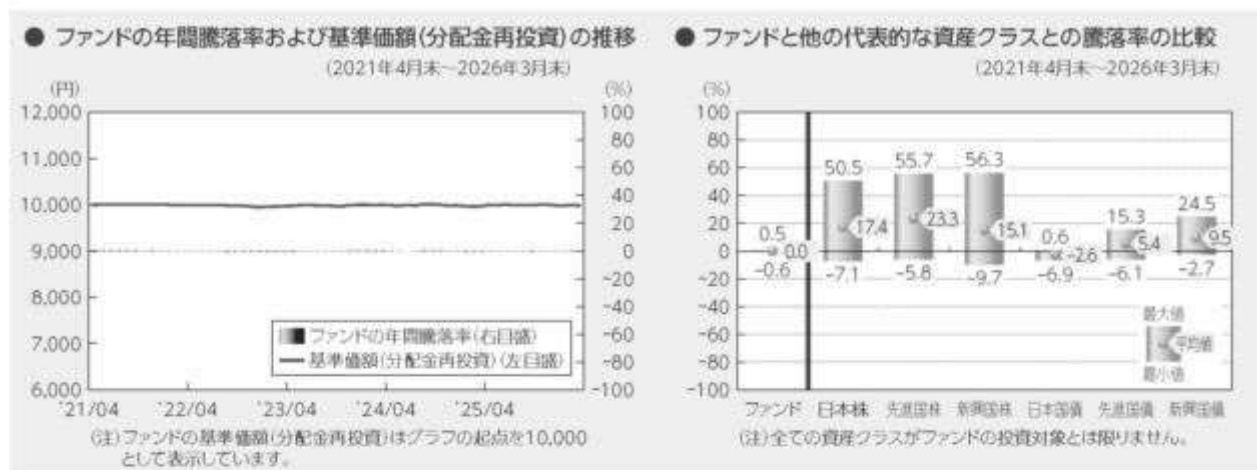 ● ファンドの年間騰落率および基準価額(分配金再投資)の推移
(2021年4月末~2026年3月末)
(円)
(%)
12,000
11,000
10,000
9,000
8,000
7,000
6,000
100
80
60
40
20
0
-20
-40
-60
-80
-100
ファンドの年間騰落率(右目盛)
基準価額(分配金再投資)(左目盛)
'21/04 '22/04 '23/04 '24/04 '25/04
(注)ファンドの基準価額(分配金再投資)はグラフの起点を10,000
として表示しています。
● ファンドと他の代表的な資産クラスとの騰落率の比較
(2021年4月末~2026年3月末)
(%)
100
80
60
40
20
0
-20
-40
-60
-80
-100
0.5 50.5 55.7 56.3 0.6 15.3 24.5
0.0 17.4 23.3 15.1 -2.6 5.4 9.5
-0.6 -7.1 -5.8 -9.7 -6.9 -6.1 -2.7
最大値
平均値
最小値
ファンド 日本株 先進国株 新興国株 日本国債 先進国債 新興国債
(注)全ての資産クラスがファンドの投資対象とは限りません。